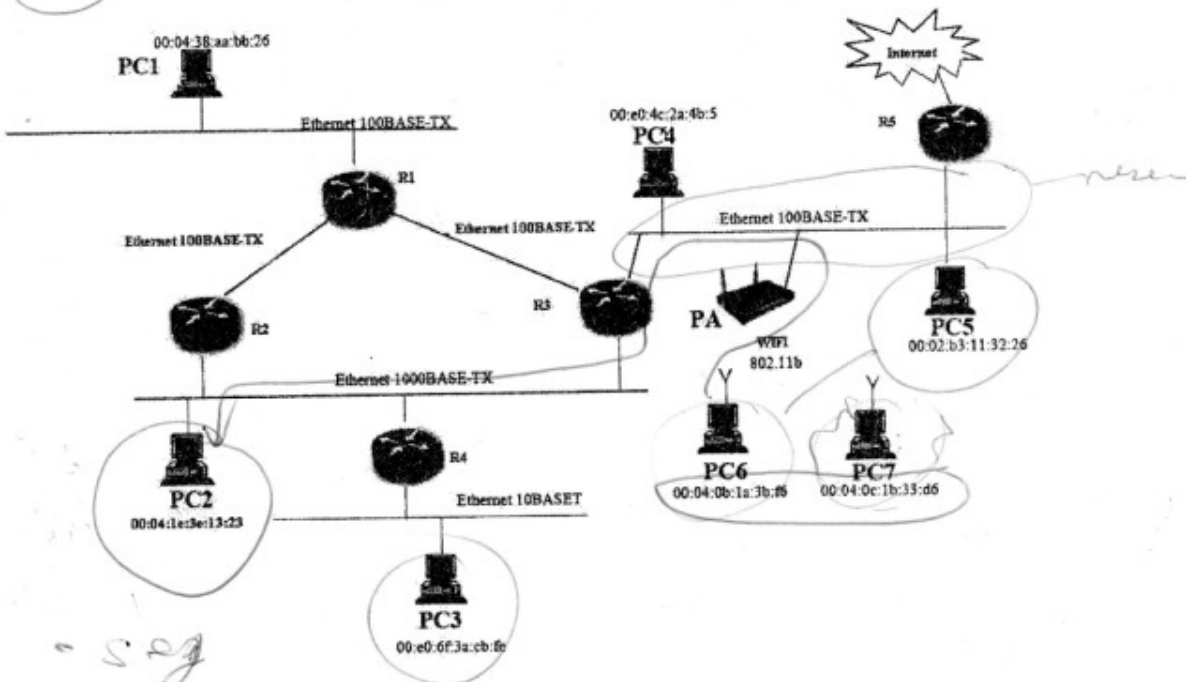 00:04:38:aa:bb:26
PC1
Internet
Ethernet 100BASE-TX
00:e0:4c:2a:4b:5
PC4
R5
R1
Ethernet 100BASE-TX
Ethernet 100BASE-TX
Ethernet 100BASE-TX
R2
R3
PA
WIFI
802.11b
PC5
00:02:b3:11:32:26
Ethernet 1000BASE-TX
R4
PC2
00:04:1e:3e:13:23
Ethernet 10BASET
PC6
00:04:0b:1a:3b:f6
PC7
00:04:0c:1b:33:d6
PC3
00:e0:6f:3a:cb:fe